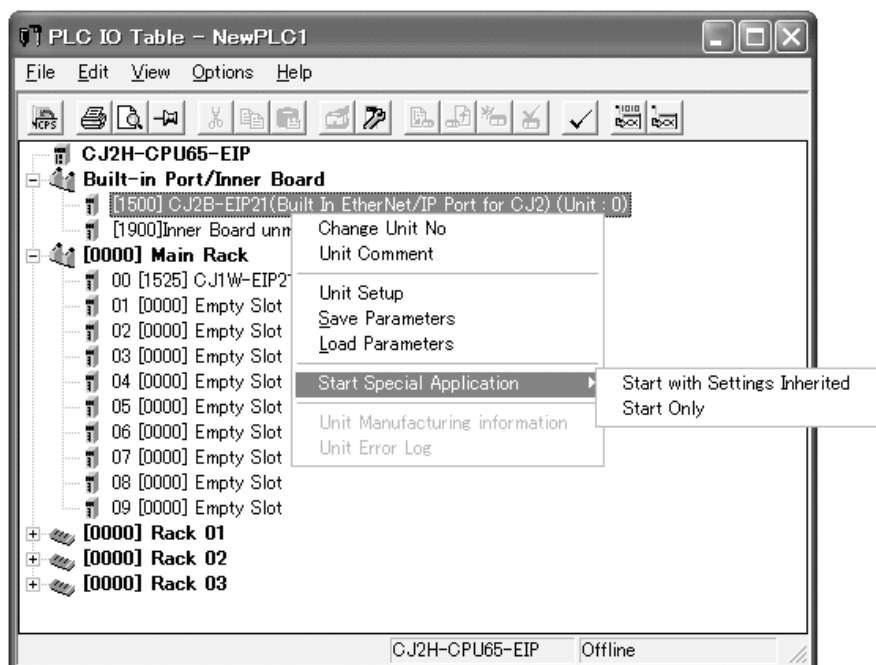 PLC IO Table - NewPLC1
File Edit View Options Help
CJ2H-CPU65-EIP
Built-in Port/Inner Board
[1500] CJ2B-EIP21(Built In EtherNet/IP Port for CJ2) (Unit : 0)
[1900]Inner Board unm
Change Unit No
Unit Comment
[0000] Main Rack
00 [1525] CJ1W-EIP2
Unit Setup
01 [0000] Empty Slot
Save Parameters
02 [0000] Empty Slot
Load Parameters
03 [0000] Empty Slot
04 [0000] Empty Slot
Start Special Application
Start with Settings Inherited
Start Only
05 [0000] Empty Slot
06 [0000] Empty Slot
Unit Manufacturing information
07 [0000] Empty Slot
Unit Error Log
08 [0000] Empty Slot
09 [0000] Empty Slot
[0000] Rack 01
[0000] Rack 02
[0000] Rack 03
CJ2H-CPU65-EIP Offline